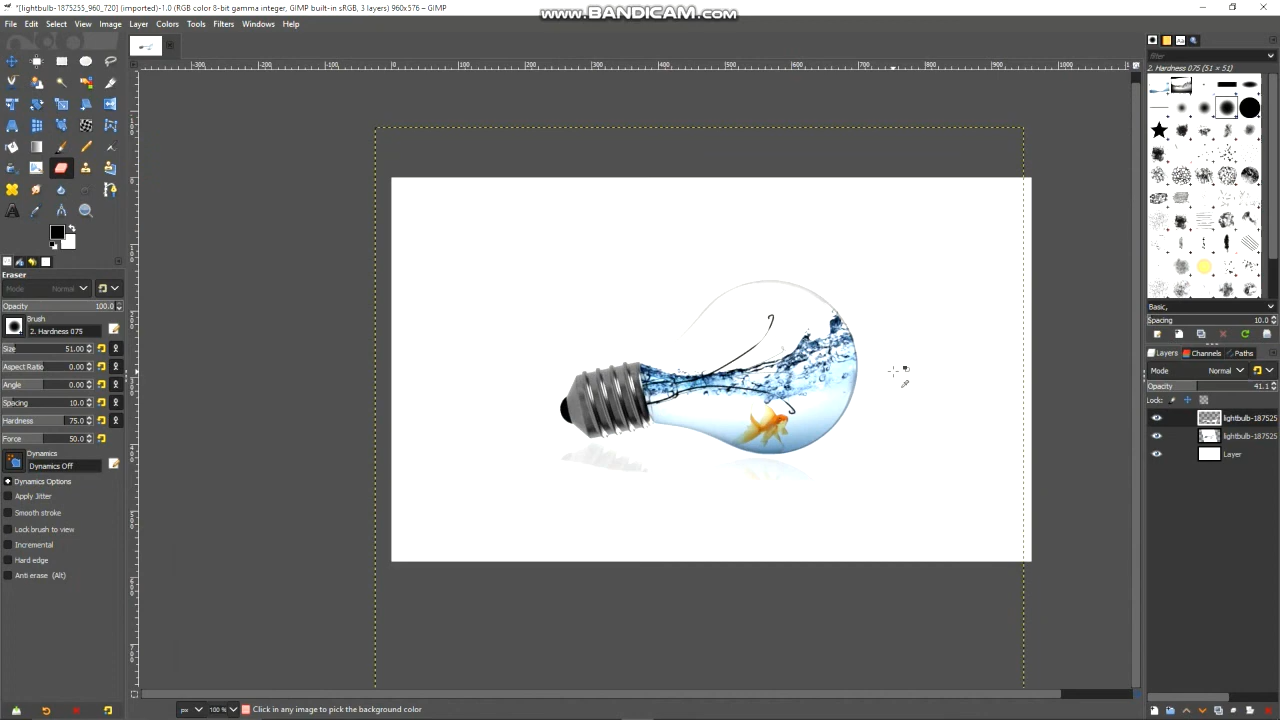 *[lightbulb-1875255_960_720] (imported)-1.0 (RGB color 8-bit gamma integer, GIMP built-in sRGB, 3 layers) 960x576 – GIMP
www.BANDICAM.com
File Edit Select View Image Layer Colors Tools Filters Windows Help
filter
2. Hardness 075 (51 × 51)
Eraser
Mode Normal
Opacity 100.0
Brush
2. Hardness 075
Size 51.00
Aspect Ratio 0.00
Angle 0.00
Spacing 10.0
Hardness 75.0
Force 50.0
Dynamics
Dynamics Off
Dynamics Options
Apply Jitter
Smooth stroke
Lock brush to view
Incremental
Hard edge
Anti erase (Alt)
Basic,
Spacing 10.0
Layers Channels Paths
Mode Normal
Opacity 41.1
Lock:
lightbulb-187525
lightbulb-187525
Layer
px 100 % Click in any image to pick the background color